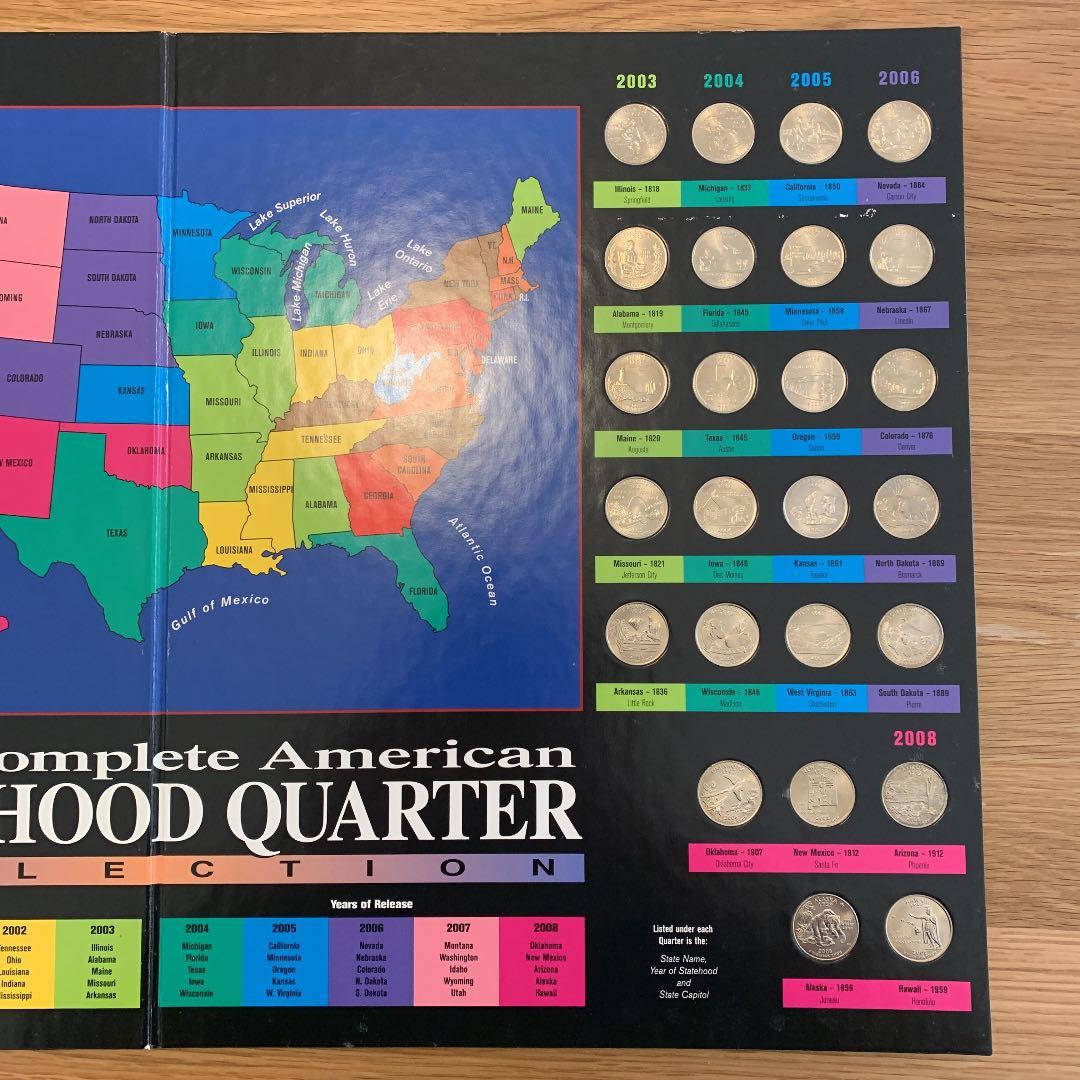 2003 2004 2005 2006
Illinois - 1818 Michigan - 1837 California - 1850 Nevada - 1864
Springfield Lansing Sacramento Carson City
Alabama - 1819 Florida - 1845 Minnesota - 1858 Nebraska - 1867
Montgomery Tallahassee Saint Paul Lincoln
Maine - 1820 Texas - 1845 Oregon - 1859 Colorado - 1876
Augusta Austin Salem Denver
Missouri - 1821 Iowa - 1846 Kansas - 1861 North Dakota - 1889
Jefferson City Des Moines Topeka Bismarck
Arkansas - 1836 Wisconsin - 1848 West Virginia - 1863 South Dakota - 1889
Little Rock Madison Charleston Pierre
2008
Oklahoma - 1907 New Mexico - 1912 Arizona - 1912
Oklahoma City Santa Fe Phoenix
Alaska - 1959 Hawaii - 1959
Juneau Honolulu
Listed under each
Quarter is the:
State Name,
Year of Statehood
and
State Capitol
NA
OMING
COLORADO
W MEXICO
NORTH DAKOTA
SOUTH DAKOTA
NEBRASKA
KANSAS
OKLAHOMA
TEXAS
MINNESOTA
IOWA
MISSOURI
ARKANSAS
LOUISIANA
WISCONSIN
ILLINOIS
MICHIGAN
INDIANA
OHIO
KENTUCKY
TENNESSEE
MISSISSIPPI
ALABAMA
GEORGIA
FLORIDA
SOUTH
CAROLINA
NEW YORK
VT.
N.H.
MASS
R.I.
MAINE
DELAWARE
Lake Superior
Lake Michigan
Lake Huron
Lake
Erie
Lake
Ontario
Atlantic Ocean
Gulf of Mexico
omplete American
HOOD QUARTER
LECTION
Years of Release
2002
ennessee
Ohio
ouisiana
Indiana
ississippi
2003
Illinois
Alabama
Maine
Missouri
Arkansas
2004
Michigan
Florida
Texas
Iowa
Wisconsin
2005
California
Minnesota
Oregon
Kansas
W. Virginia
2006
Nevada
Nebraska
Colorado
N. Dakota
S. Dakota
2007
Montana
Washington
Idaho
Wyoming
Utah
2008
Oklahoma
New Mexico
Arizona
Alaska
Hawaii